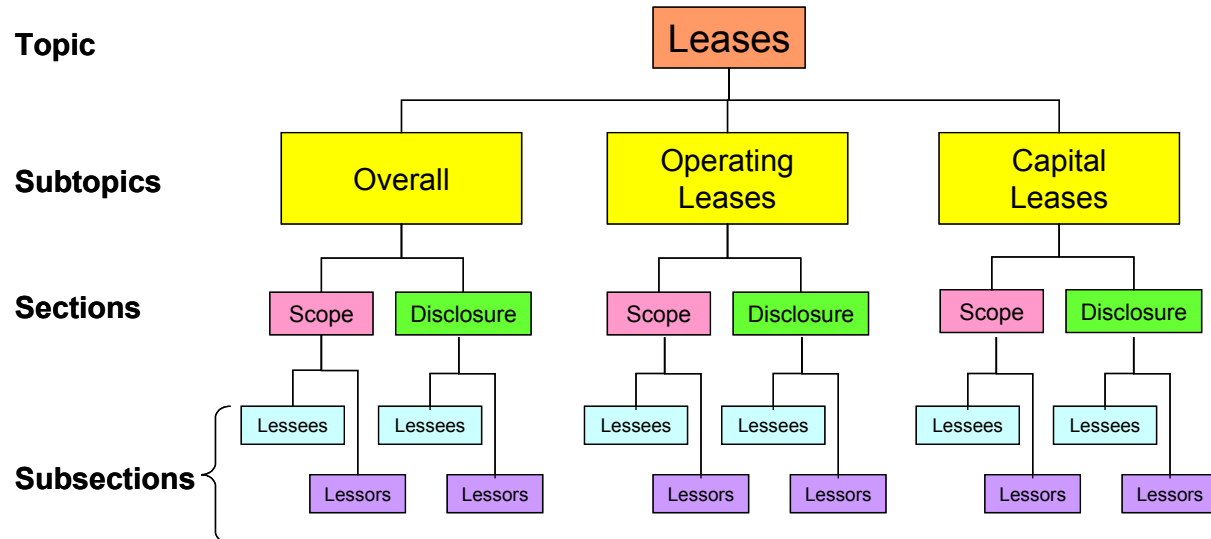 Topic
Leases
Subtopics
Overall
Operating
Leases
Capital
Leases
Sections
Scope
Disclosure
Scope
Disclosure
Scope
Disclosure
Subsections
Lessees
Lessees
Lessees
Lessees
Lessees
Lessees
Lessors
Lessors
Lessors
Lessors
Lessors
Lessors